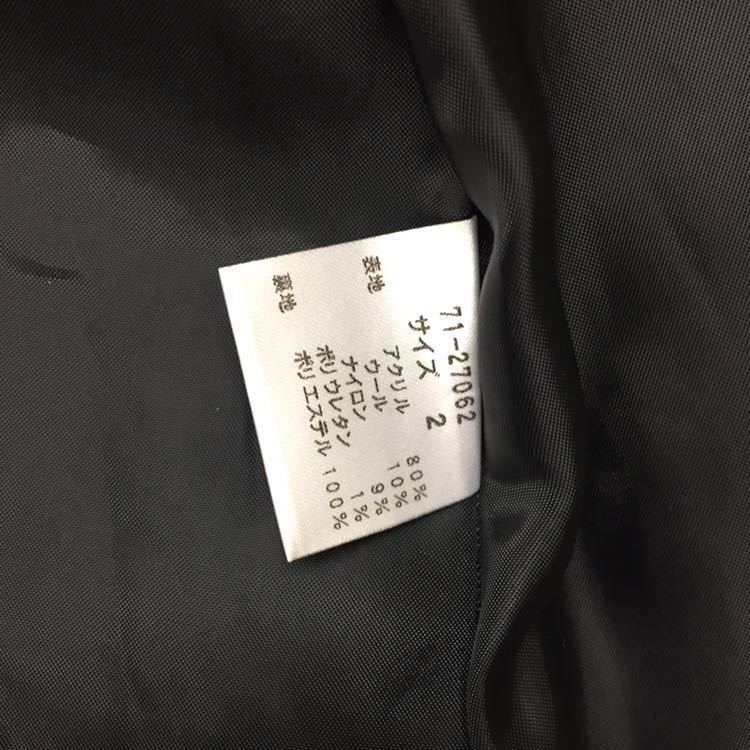 71-27062
サイズ 2
表地 アクリル 80%
ウール 10%
ナイロン 9%
ポリウレタン 1%
裏地 ポリエステル 100%